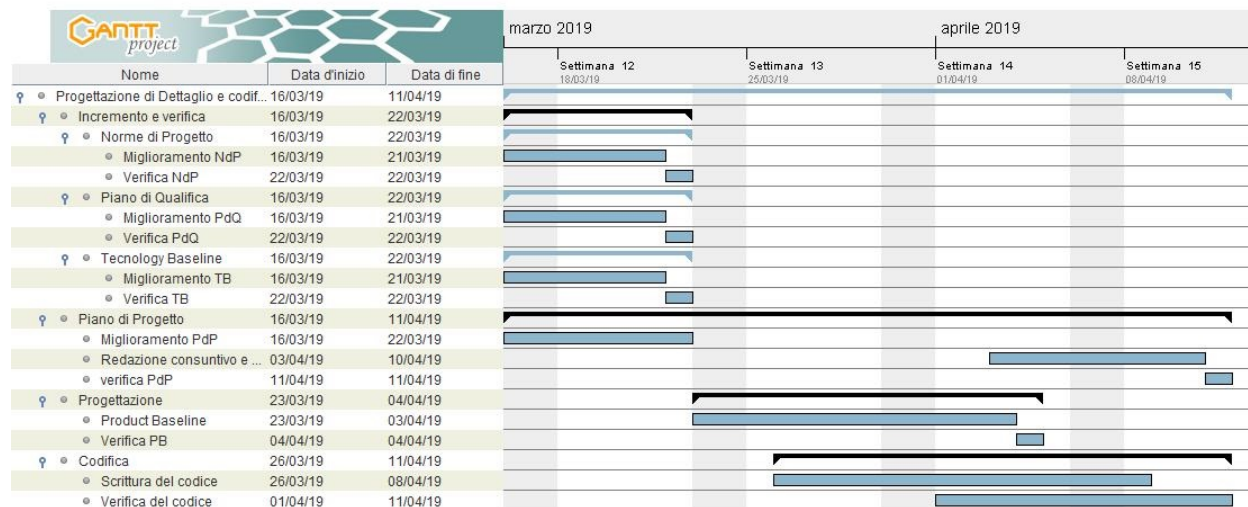 GANTT
project
marzo 2019 aprile 2019
Settimana 12 Settimana 13 Settimana 14 Settimana 15
18/03/19 25/03/19 01/04/19 08/04/19
Nome Data d'inizio Data di fine
Progettazione di Dettaglio e codif... 16/03/19 11/04/19
Incremento e verifica 16/03/19 22/03/19
Norme di Progetto 16/03/19 22/03/19
Miglioramento NdP 16/03/19 21/03/19
Verifica NdP 22/03/19 22/03/19
Piano di Qualifica 16/03/19 22/03/19
Miglioramento PdQ 16/03/19 21/03/19
Verifica PdQ 22/03/19 22/03/19
Tecnology Baseline 16/03/19 22/03/19
Miglioramento TB 16/03/19 21/03/19
Verifica TB 22/03/19 22/03/19
Piano di Progetto 16/03/19 11/04/19
Miglioramento PdP 16/03/19 22/03/19
Redazione consuntivo e ... 03/04/19 10/04/19
verifica PdP 11/04/19 11/04/19
Progettazione 23/03/19 04/04/19
Product Baseline 23/03/19 03/04/19
Verifica PB 04/04/19 04/04/19
Codifica 26/03/19 11/04/19
Scrittura del codice 26/03/19 08/04/19
Verifica del codice 01/04/19 11/04/19